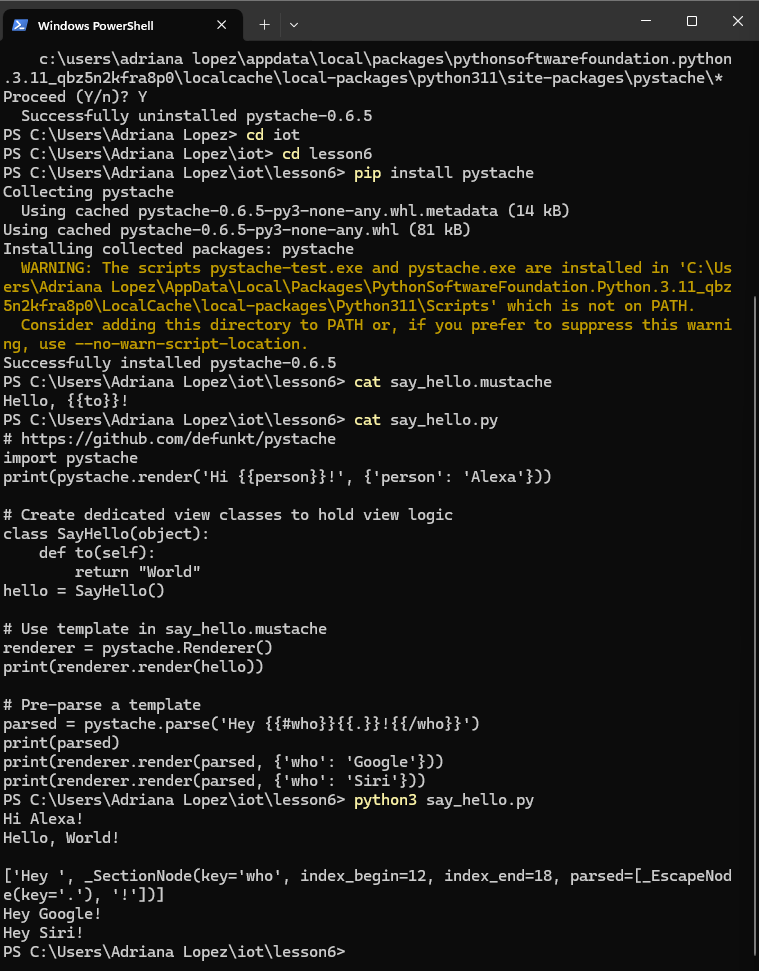 Windows PowerShell
    c:\users\adriana lopez\appdata\local\packages\pythonsoftwarefoundation.python
.3.11_qbz5n2kfra8p0\localcache\local-packages\python311\site-packages\pystache\*
Proceed (Y/n)? Y
  Successfully uninstalled pystache-0.6.5
PS C:\Users\Adriana Lopez> cd iot
PS C:\Users\Adriana Lopez\iot> cd lesson6
PS C:\Users\Adriana Lopez\iot\lesson6> pip install pystache
Collecting pystache
  Using cached pystache-0.6.5-py3-none-any.whl.metadata (14 kB)
Using cached pystache-0.6.5-py3-none-any.whl (81 kB)
Installing collected packages: pystache
  WARNING: The scripts pystache-test.exe and pystache.exe are installed in 'C:\Us
ers\Adriana Lopez\AppData\Local\Packages\PythonSoftwareFoundation.Python.3.11_qbz
5n2kfra8p0\LocalCache\local-packages\Python311\Scripts' which is not on PATH.
  Consider adding this directory to PATH or, if you prefer to suppress this warni
ng, use --no-warn-script-location.
Successfully installed pystache-0.6.5
PS C:\Users\Adriana Lopez\iot\lesson6> cat say_hello.mustache
Hello, {{to}}!
PS C:\Users\Adriana Lopez\iot\lesson6> cat say_hello.py
# https://github.com/defunkt/pystache
import pystache
print(pystache.render('Hi {{person}}!', {'person': 'Alexa'}))

# Create dedicated view classes to hold view logic
class SayHello(object):
    def to(self):
        return "World"
hello = SayHello()

# Use template in say_hello.mustache
renderer = pystache.Renderer()
print(renderer.render(hello))

# Pre-parse a template
parsed = pystache.parse('Hey {{#who}}{{.}}!{{/who}}')
print(parsed)
print(renderer.render(parsed, {'who': 'Google'}))
print(renderer.render(parsed, {'who': 'Siri'}))
PS C:\Users\Adriana Lopez\iot\lesson6> python3 say_hello.py
Hi Alexa!
Hello, World!

['Hey ', _SectionNode(key='who', index_begin=12, index_end=18, parsed=[_EscapeNod
e(key='.'), '!'])]
Hey Google!
Hey Siri!
PS C:\Users\Adriana Lopez\iot\lesson6>